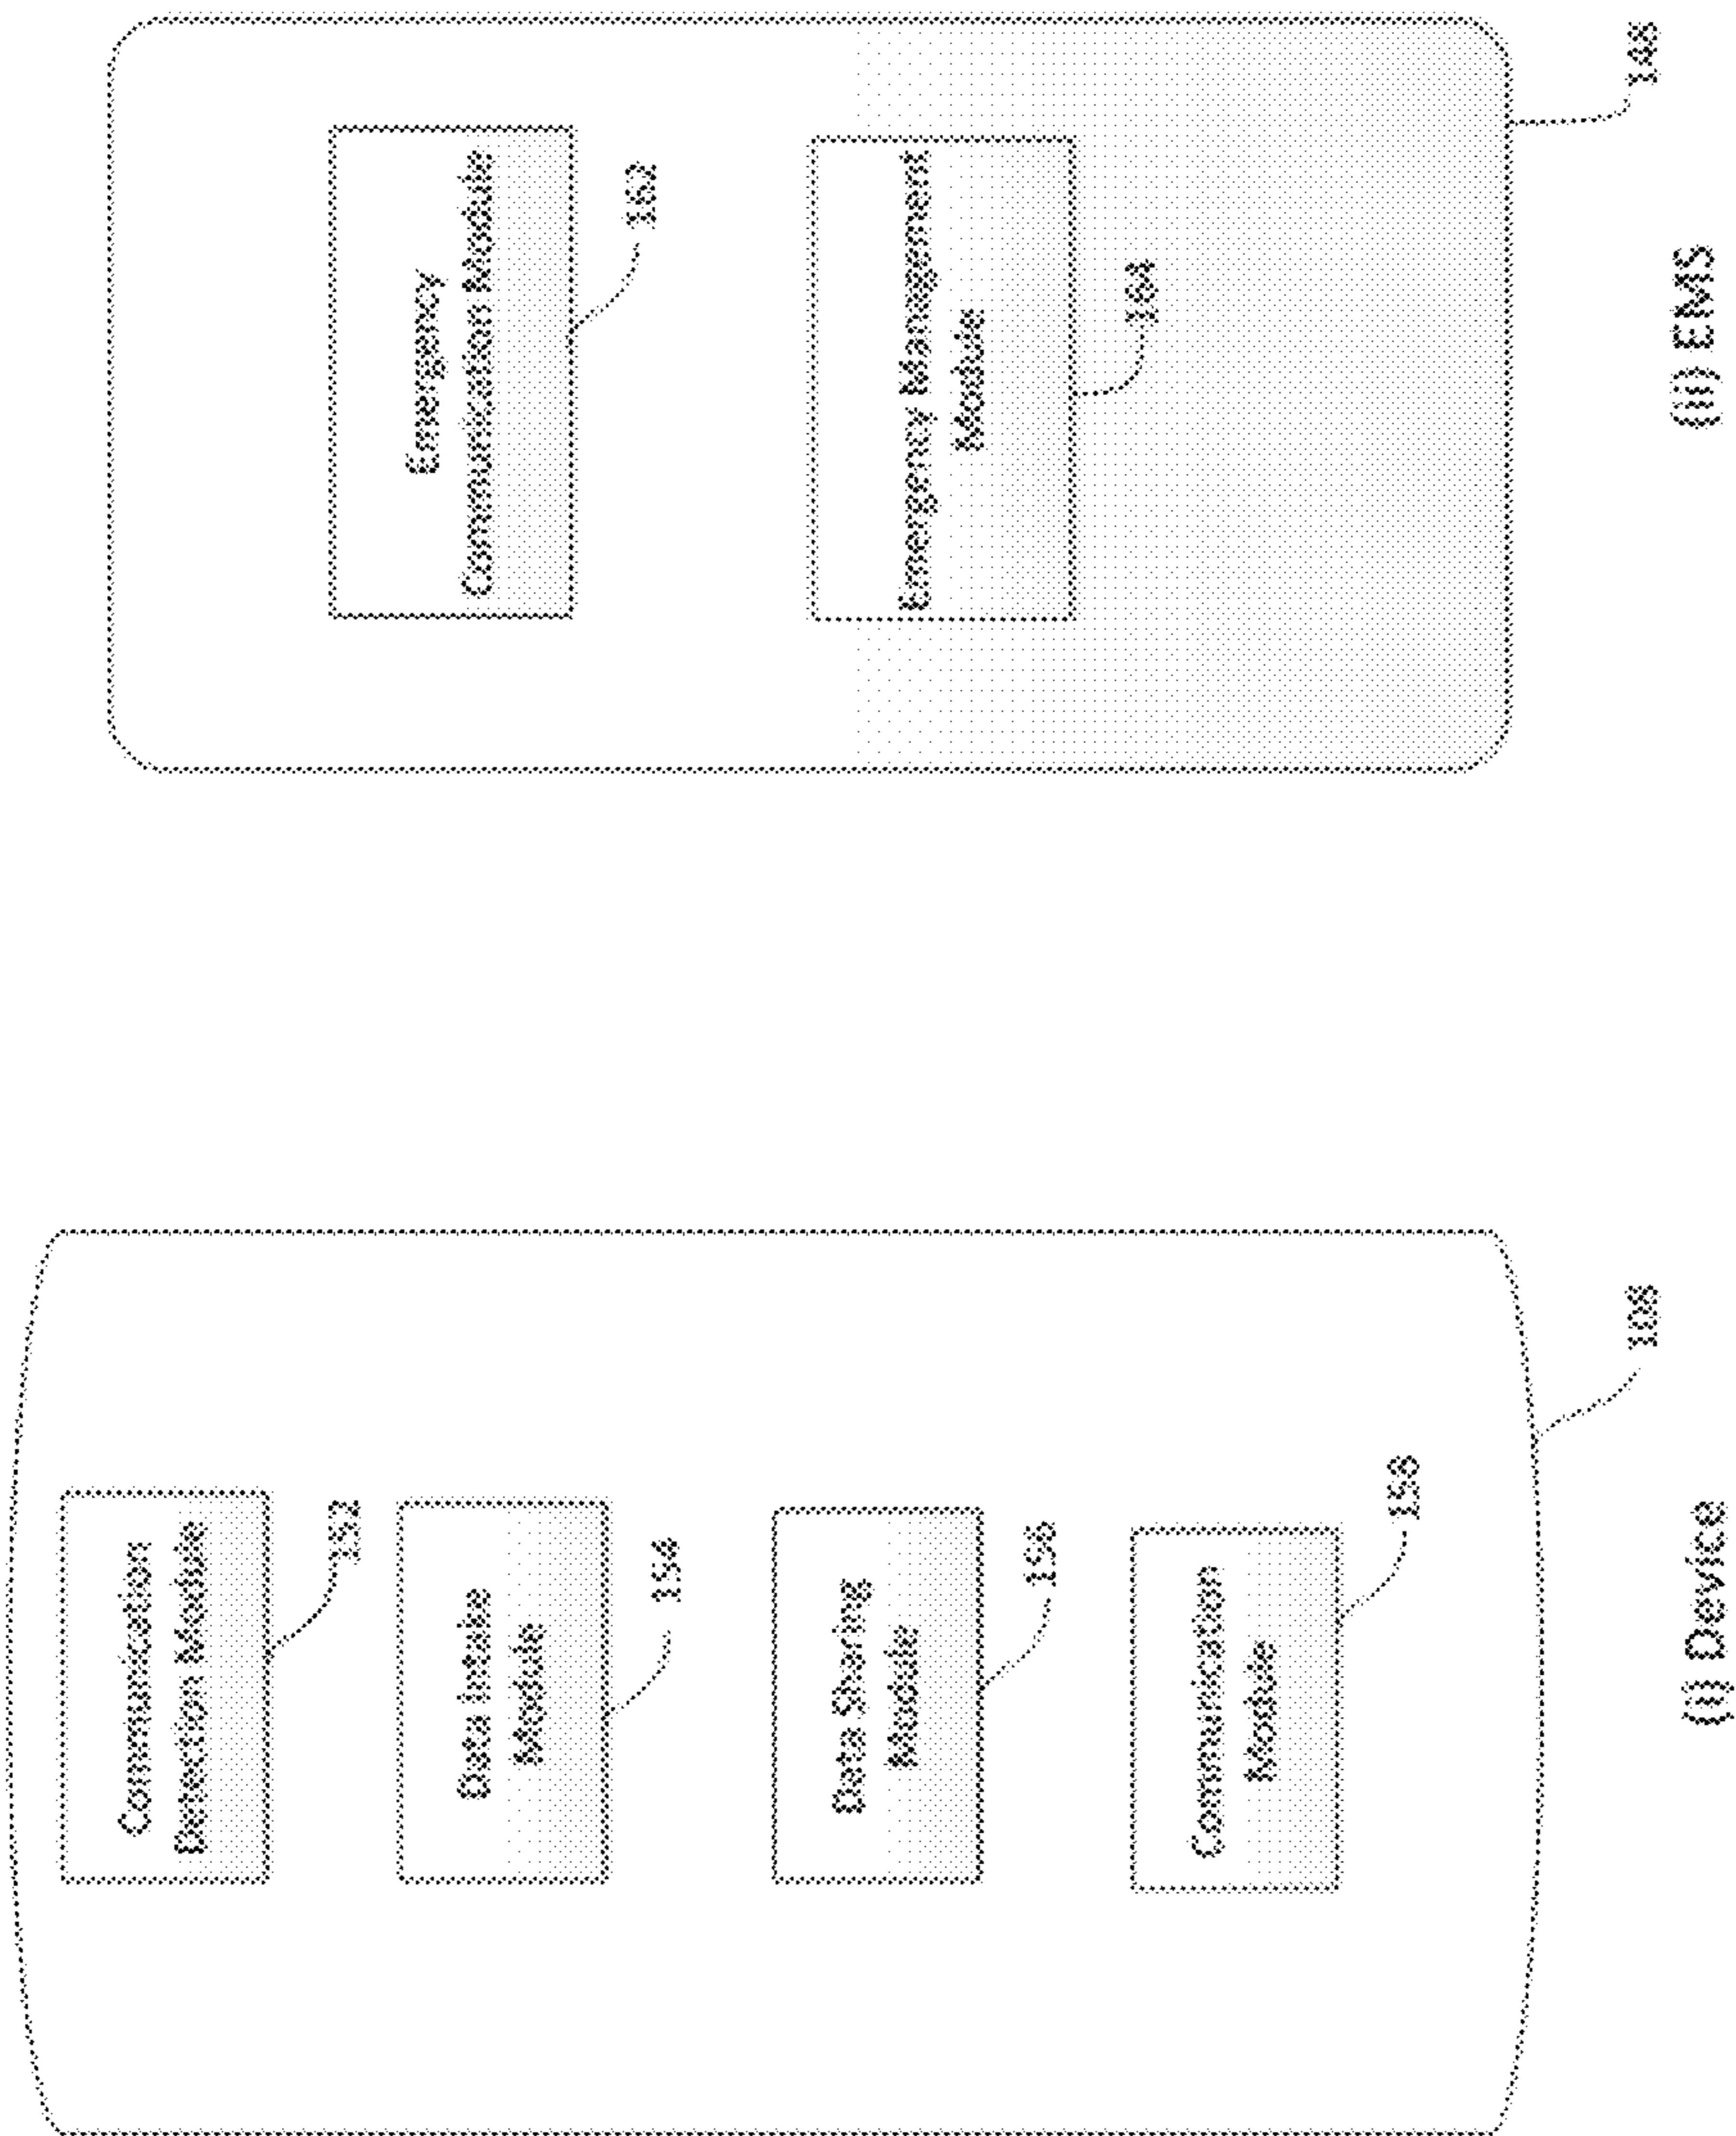 Communication
Detection Module
152
Data Intake
Module
154
Data Sharing
Module
156
Communication
Module
158
108
(i) Device
Emergency
Communication Module
162
Emergency Management
Module
164
148
(ii) EMS